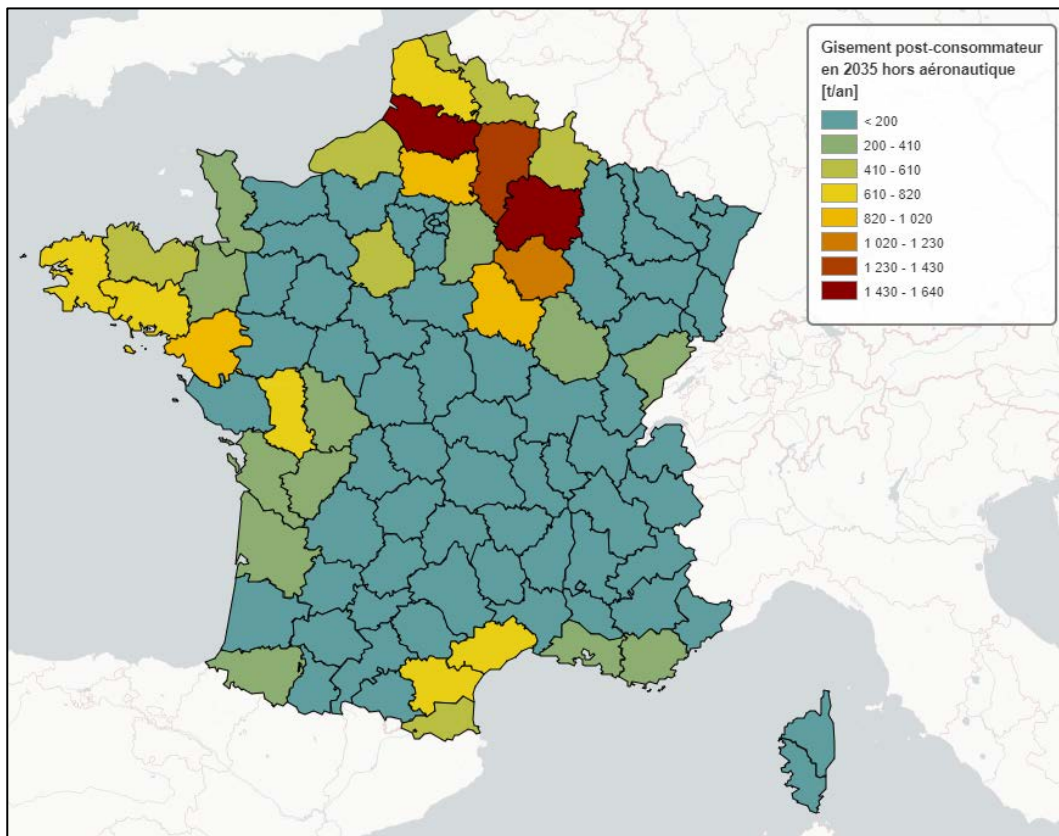 Gisement post-consommateur
en 2035 hors aéronautique
[t/an]
< 200
200 - 410
410 - 610
610 - 820
820 - 1 020
1 020 - 1 230
1 230 - 1 430
1 430 - 1 640